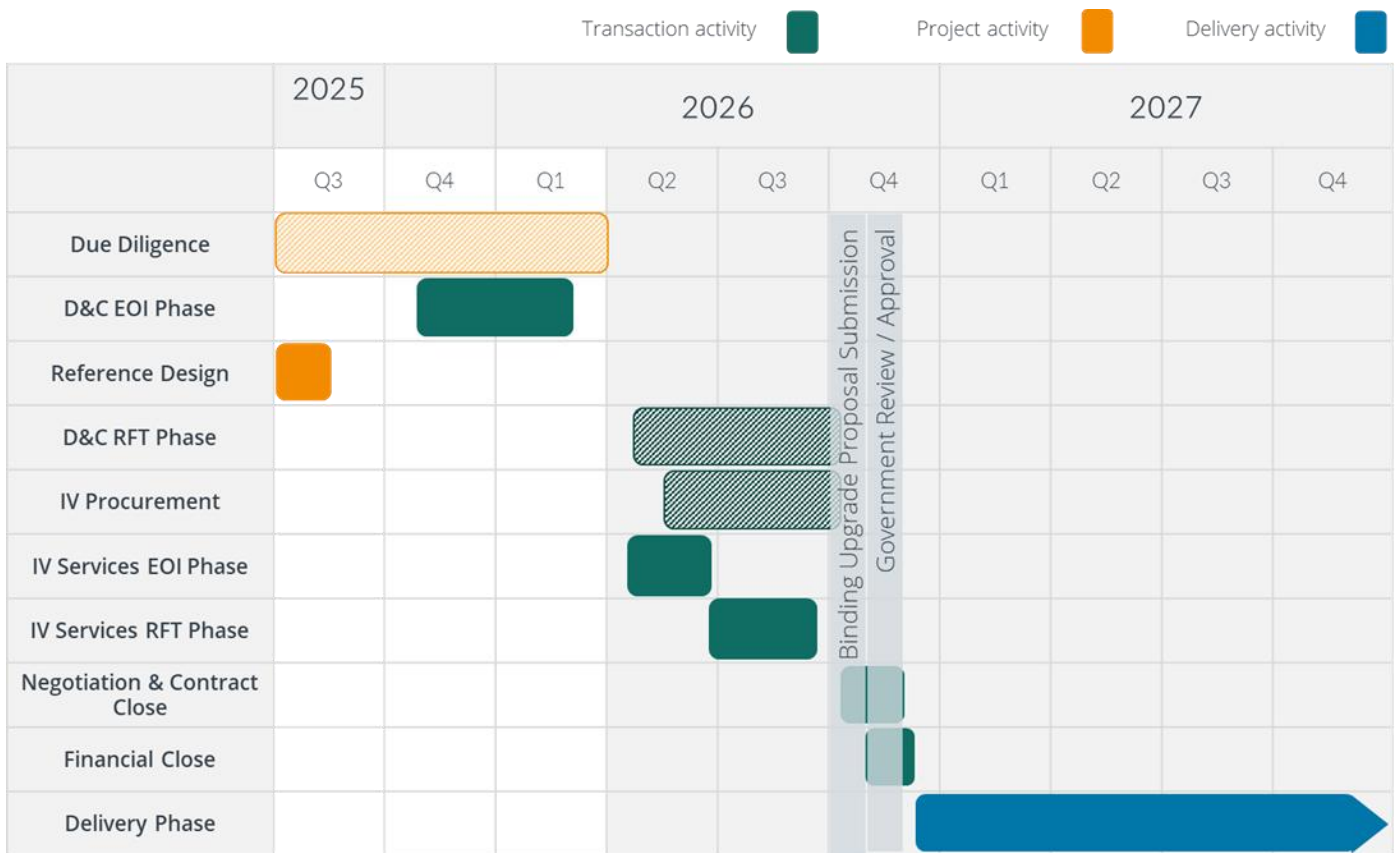 Transaction activity
Project activity
Delivery activity
2025
2026
2027
Q3
Q4
Q1
Q2
Q3
Q4
Q1
Q2
Q3
Q4
Due Diligence
D&C EOI Phase
Reference Design
D&C RFT Phase
IV Procurement
IV Services EOI Phase
IV Services RFT Phase
Negotiation & Contract
Close
Financial Close
Delivery Phase
Binding Upgrade Proposal Submission
Government Review / Approval